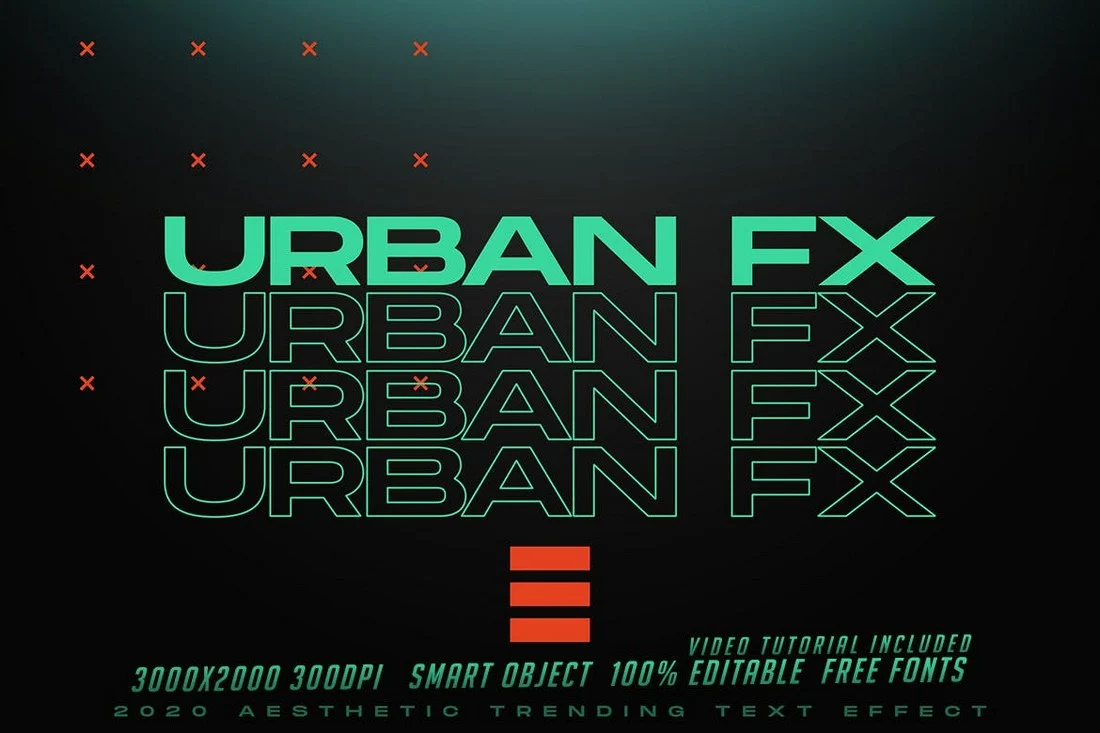 URBAN FX
URBAN FX
URBAN FX
URBAN FX
VIDEO TUTORIAL INCLUDED
3000X2000 300DPI SMART OBJECT 100% EDITABLE FREE FONTS
2020 AESTHETIC TRENDING TEXT EFFECT